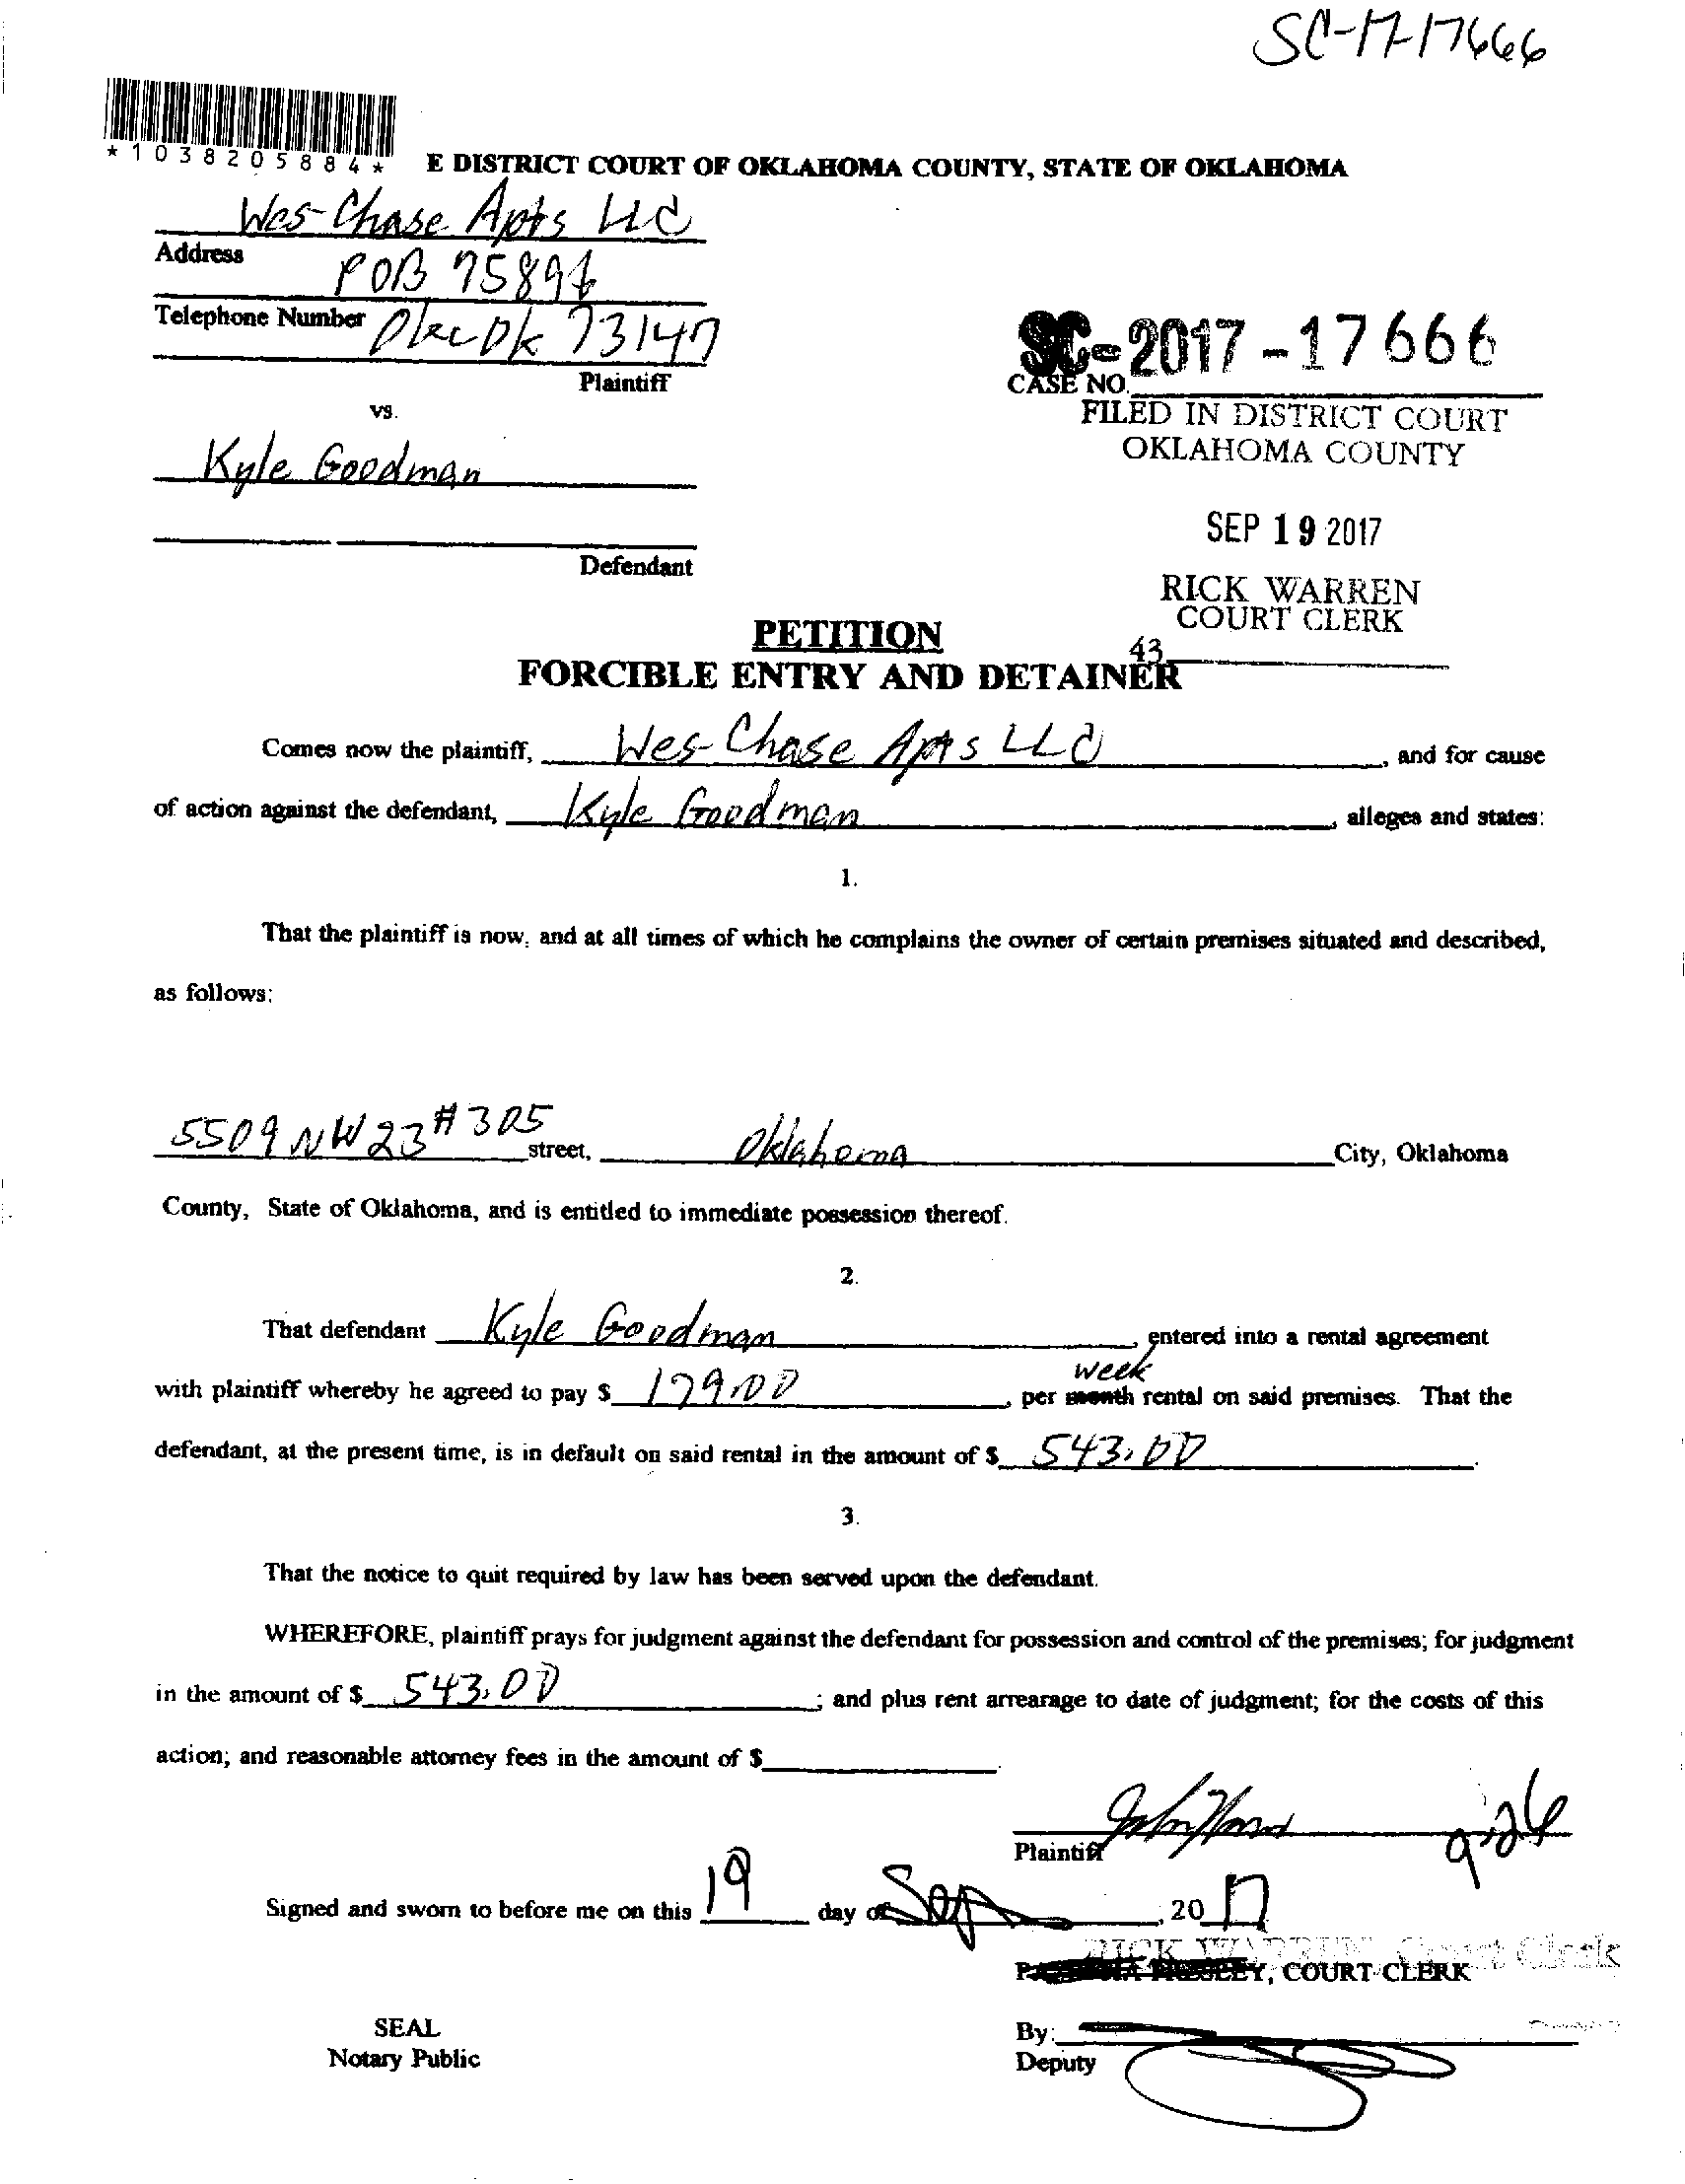 SC-17-17666
*1038205884*
E DISTRICT COURT OF OKLAHOMA COUNTY, STATE OF OKLAHOMA
Wes-Chase Apts LLC
Address
POB
Telephone Number Okc Ok 73147
Plaintiff
SC-2017-17666
CASE NO.
vs.
FILED IN DISTRICT COURT
OKLAHOMA COUNTY
Kyle Goodman
SEP 19 2017
Defendant
RICK WARREN
COURT CLERK
PETITION
43
FORCIBLE ENTRY AND DETAINER
Comes now the plaintiff, Wes-Chase Apts LLC, and for cause
of action against the defendant, Kyle Goodman, alleges and states:
1.
That the plaintiff is now, and at all times of which he complains the owner of certain premises situated and described,
as follows:
5509 NW 23 #305 street, Oklahoma City, Oklahoma
County, State of Oklahoma, and is entitled to immediate possession thereof.
2.
That defendant Kyle Goodman, entered into a rental agreement
week
with plaintiff whereby he agreed to pay $ 179.00, per month rental on said premises. That the
defendant, at the present time, is in default on said rental in the amount of $ 543.00.
3.
That the notice to quit required by law has been served upon the defendant.
WHEREFORE, plaintiff prays for judgment against the defendant for possession and control of the premises; for judgment
in the amount of $ 543.00; and plus rent arrearage to date of judgment; for the costs of this
action; and reasonable attorney fees in the amount of $
9-26
Plaintiff
Signed and sworn to before me on this 19 day of Sep, 2017
RICK WARREN, Court Clerk
, COURT CLERK
SEAL
By:
Notary Public
Deputy